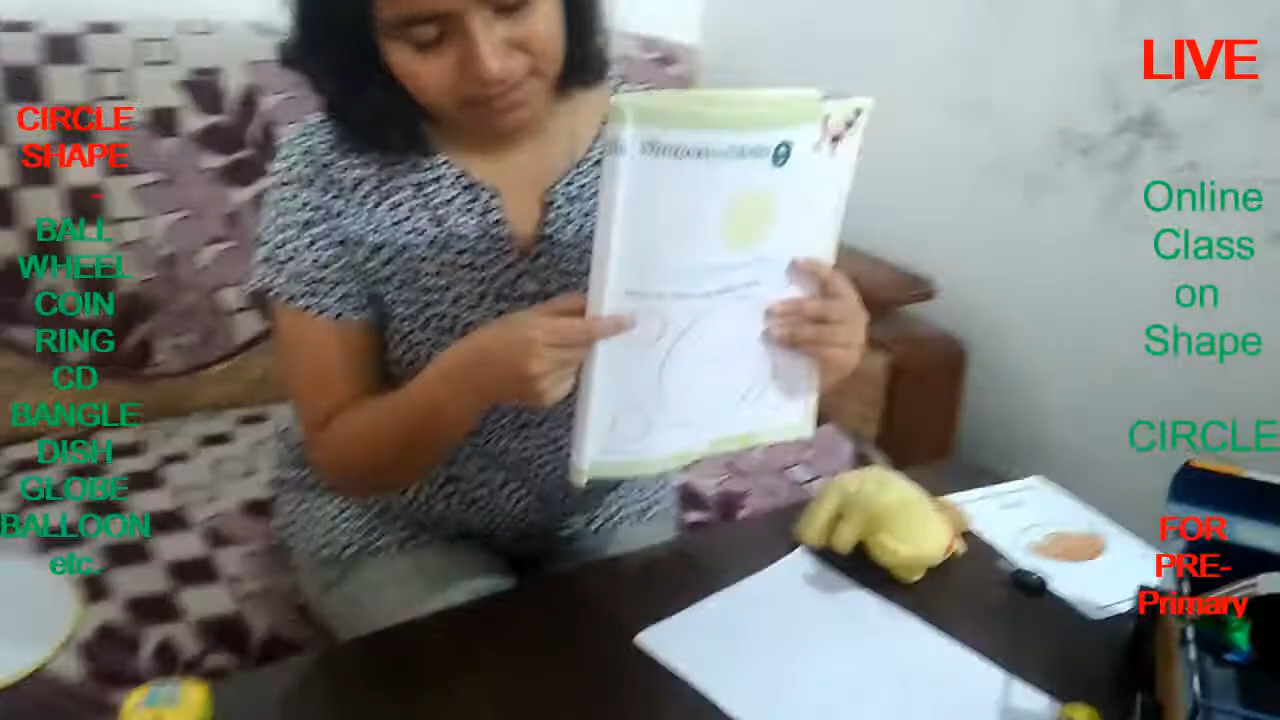 CIRCLE
SHAPE
-
BALL
WHEEL
COIN
RING
CD
BANGLE
DISH
GLOBE
BALLOON
etc.
LIVE
Online
Class
on
Shape
CIRCLE
FOR
PRE-
Primary